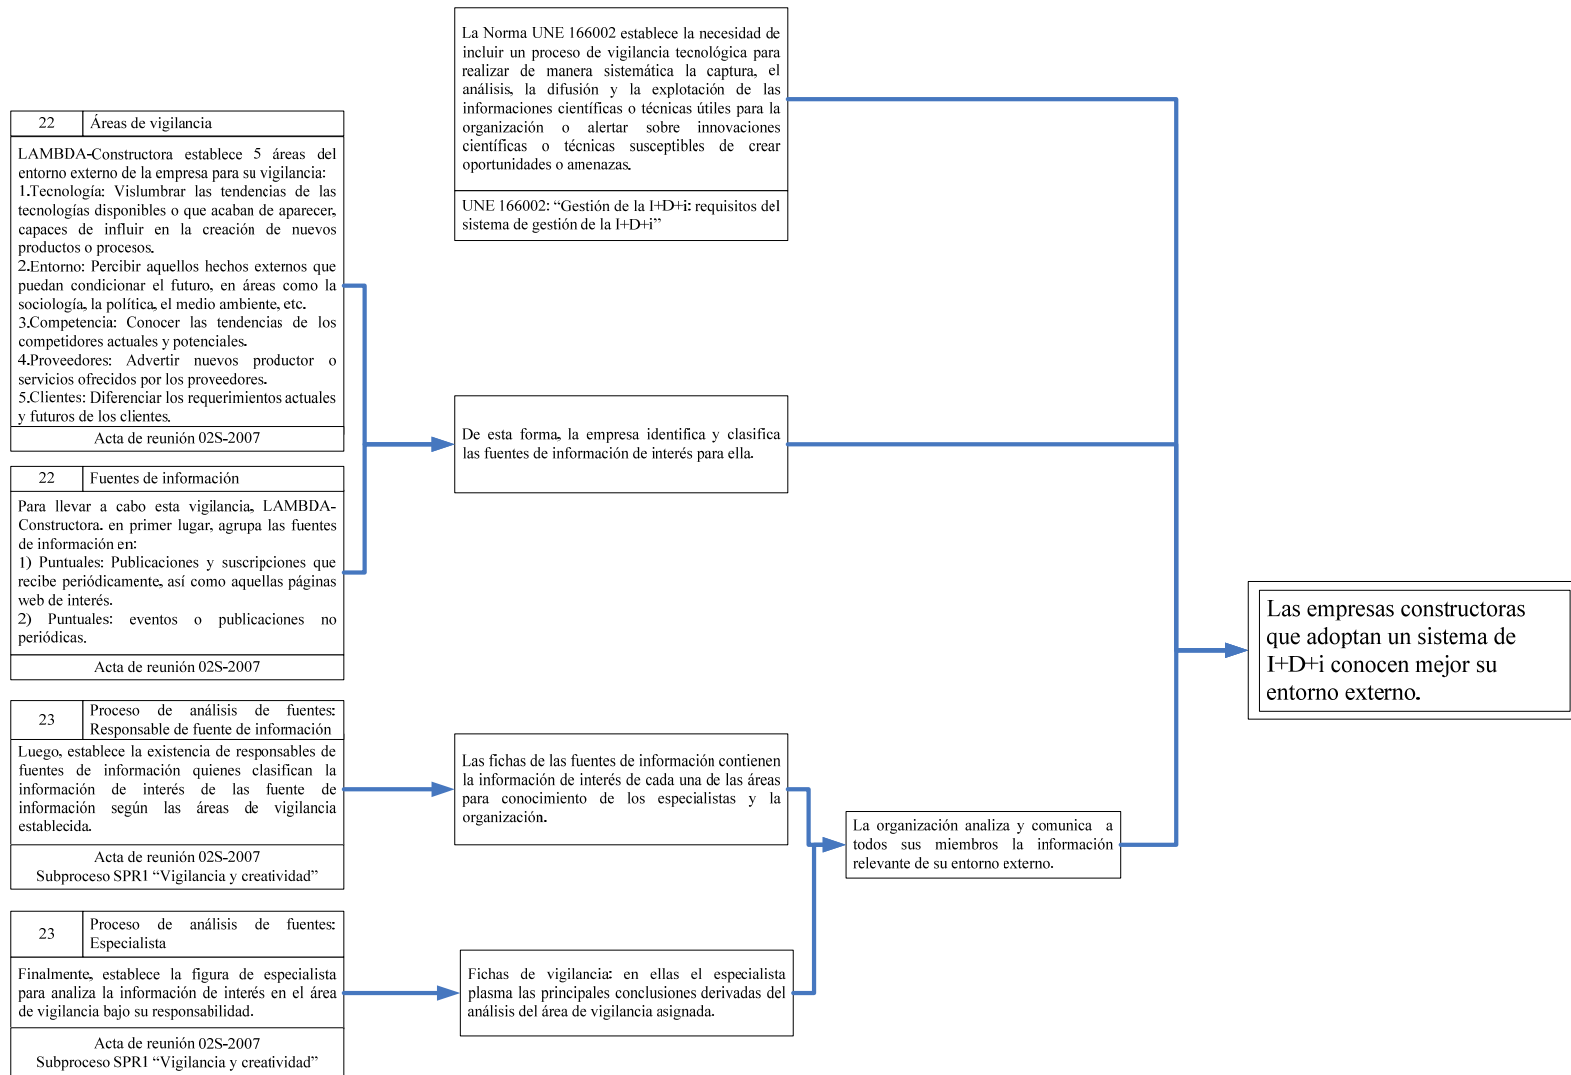 La Norma UNE 166002 establece la necesidad de
incluir un proceso de vigilancia tecnológica para
realizar de manera sistemática la captura, el
análisis, la difusión y la explotación de las
informaciones científicas o técnicas útiles para la
organización o alertar sobre innovaciones
científicas o técnicas susceptibles de crear
oportunidades o amenazas.
UNE 166002: “Gestión de la I+D+i: requisitos del
sistema de gestión de la I+D+i”
22 Áreas de vigilancia
LAMBDA-Constructora establece 5 áreas del
entorno externo de la empresa para su vigilancia:
1.Tecnología: Vislumbrar las tendencias de las
tecnologías disponibles o que acaban de aparecer,
capaces de influir en la creación de nuevos
productos o procesos.
2.Entorno: Percibir aquellos hechos externos que
puedan condicionar el futuro, en áreas como la
sociología, la política, el medio ambiente, etc.
3.Competencia: Conocer las tendencias de los
competidores actuales y potenciales.
4.Proveedores: Advertir nuevos productor o
servicios ofrecidos por los proveedores.
5.Clientes: Diferenciar los requerimientos actuales
y futuros de los clientes.
Acta de reunión 02S-2007
22 Fuentes de información
Para llevar a cabo esta vigilancia, LAMBDA-
Constructora. en primer lugar, agrupa las fuentes
de información en:
1) Puntuales: Publicaciones y suscripciones que
recibe periódicamente, así como aquellas páginas
web de interés.
2) Puntuales: eventos o publicaciones no
periódicas.
Acta de reunión 02S-2007
De esta forma, la empresa identifica y clasifica
las fuentes de información de interés para ella.
23 Proceso de análisis de fuentes:
Responsable de fuente de información
Luego, establece la existencia de responsables de
fuentes de información quienes clasifican la
información de interés de las fuente de
información según las áreas de vigilancia
establecida.
Acta de reunión 02S-2007
Subproceso SPR1 “Vigilancia y creatividad”
Las fichas de las fuentes de información contienen
la información de interés de cada una de las áreas
para conocimiento de los especialistas y la
organización.
23 Proceso de análisis de fuentes:
Especialista
Finalmente, establece la figura de especialista
para analiza la información de interés en el área
de vigilancia bajo su responsabilidad.
Acta de reunión 02S-2007
Subproceso SPR1 “Vigilancia y creatividad”
Fichas de vigilancia: en ellas el especialista
plasma las principales conclusiones derivadas del
análisis del área de vigilancia asignada.
La organización analiza y comunica a
todos sus miembros la información
relevante de su entorno externo.
Las empresas constructoras
que adoptan un sistema de
I+D+i conocen mejor su
entorno externo.